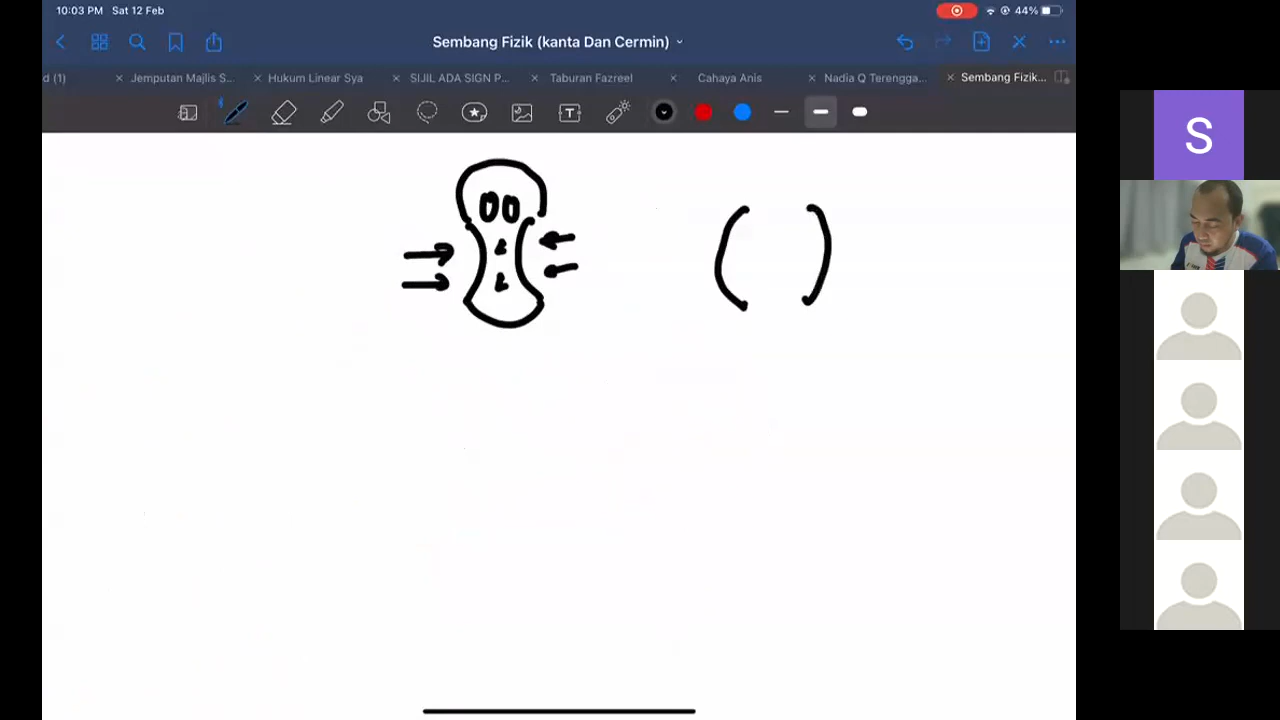 10:03 PM Sat 12 Feb
44%
Sembang Fizik (kanta Dan Cermin)
d (1)
Jemputan Majlis S...
Hukum Linear Sya
SIJIL ADA SIGN P...
Taburan Fazreel
Cahaya Anis
Nadia Q Terengga...
Sembang Fizik...
T
S